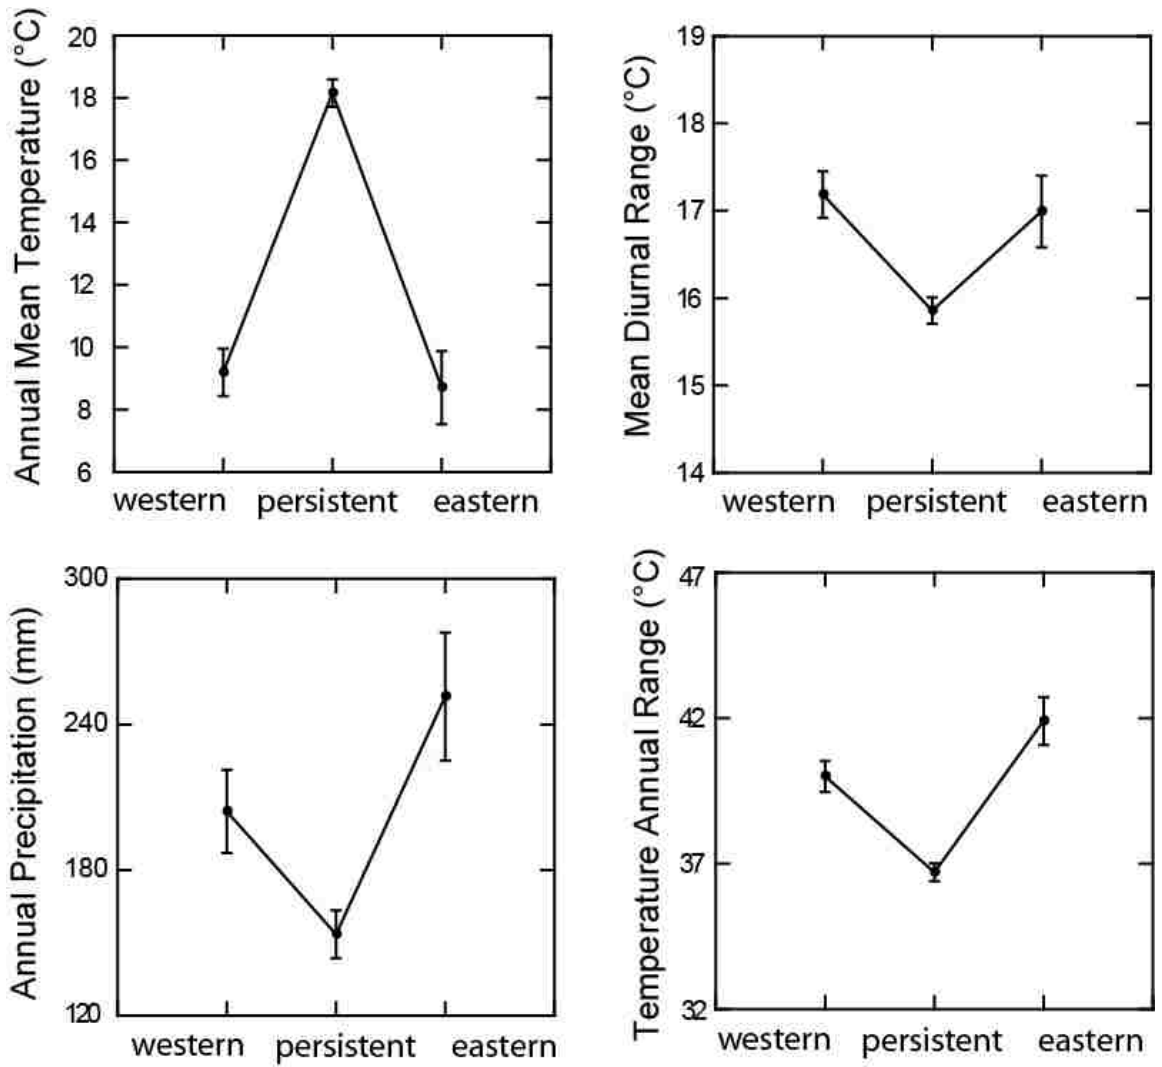 Annual Mean Temperature (°C)
20
18
16
14
12
10
8
6
western persistent eastern
Mean Diurnal Range (°C)
19
18
17
16
15
14
western persistent eastern
Annual Precipitation (mm)
300
240
180
120
western persistent eastern
Temperature Annual Range (°C)
47
42
37
32
western persistent eastern